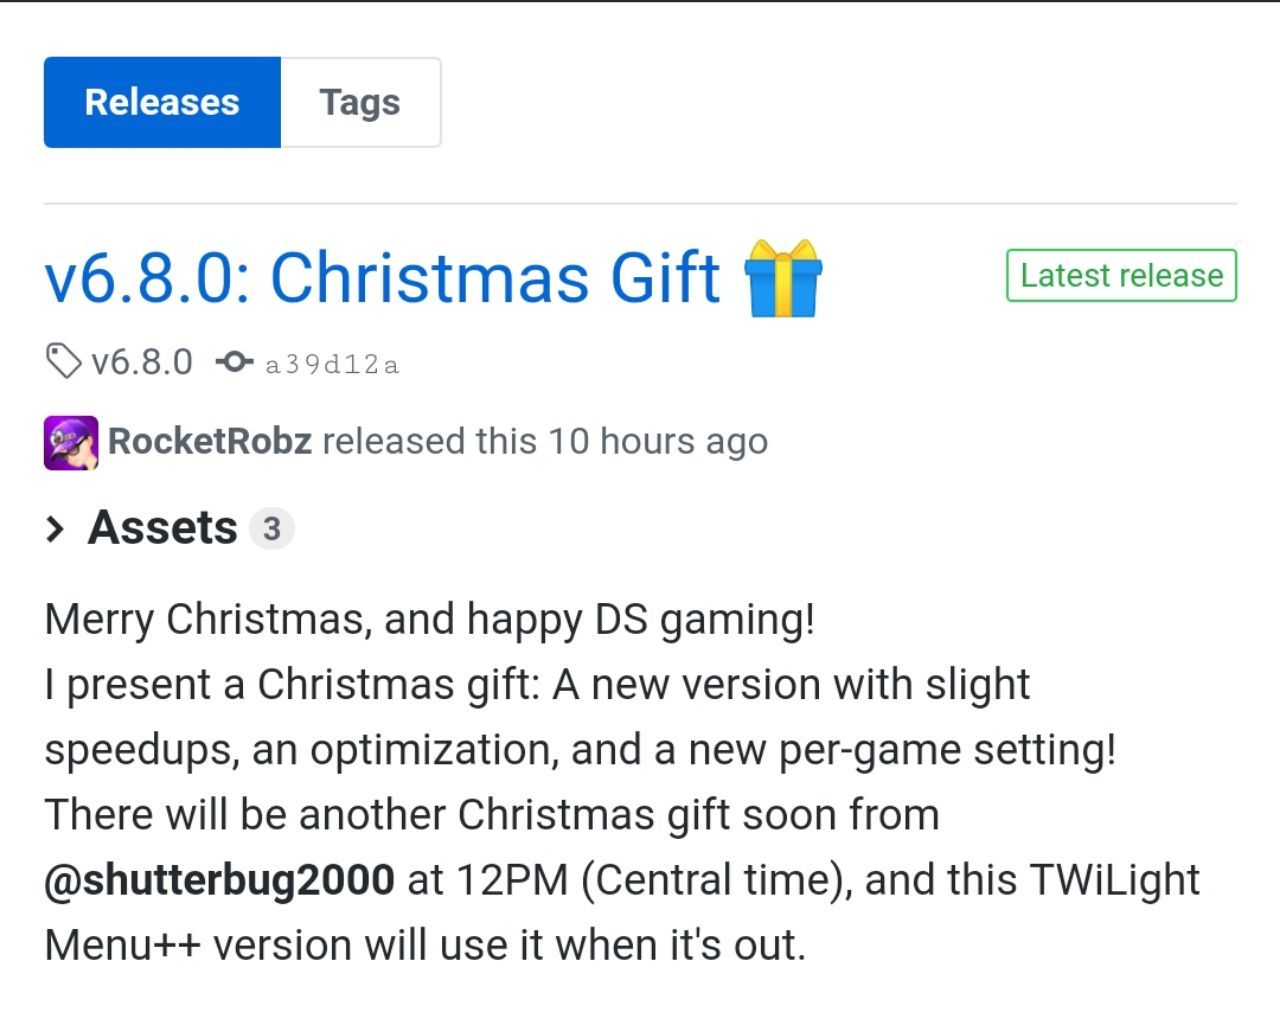 Releases
Tags
v6.8.0: Christmas Gift 🎁
Latest release
v6.8.0 a39d12a
RocketRobz released this 10 hours ago
Assets 3
Merry Christmas, and happy DS gaming!
I present a Christmas gift: A new version with slight
speedups, an optimization, and a new per-game setting!
There will be another Christmas gift soon from
@shutterbug2000 at 12PM (Central time), and this TWiLight
Menu++ version will use it when it's out.